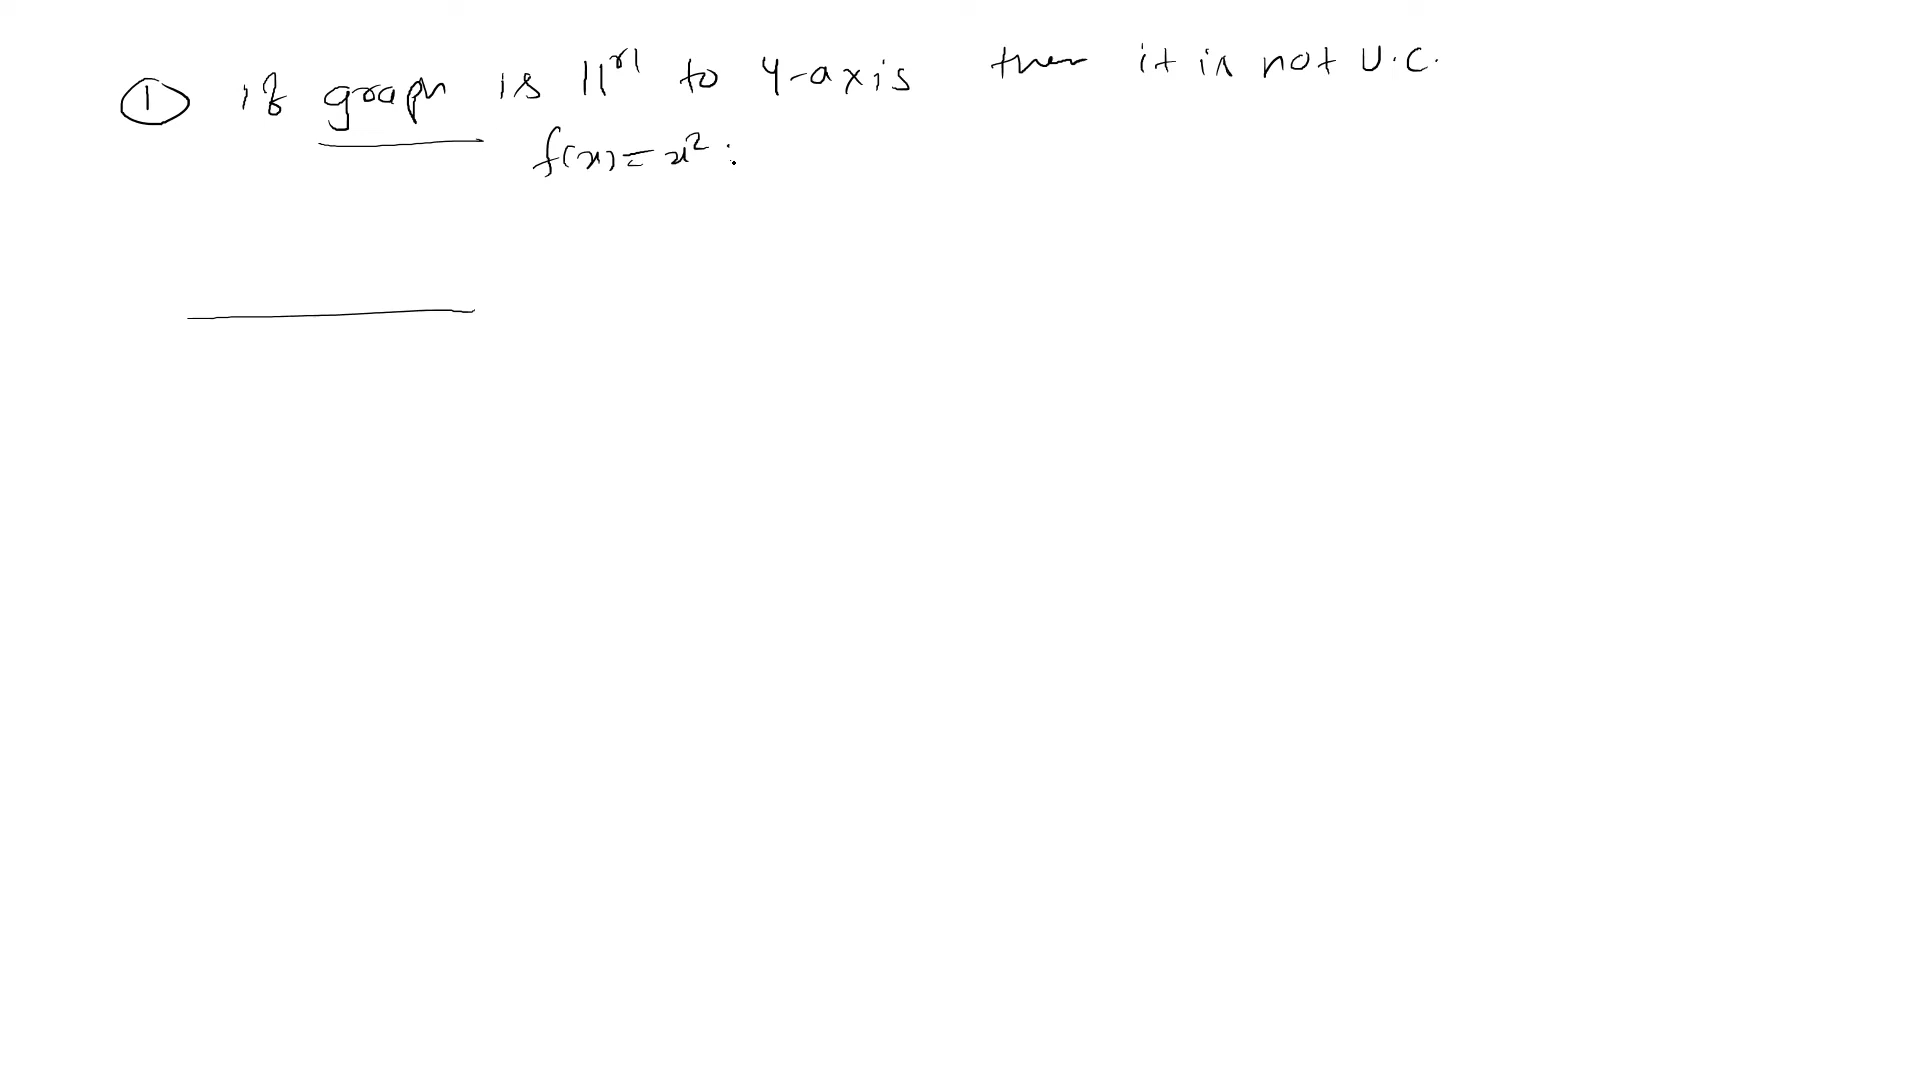 ① if graph is ||rl to y-axis then it is not U.C.
f(x) = x² :